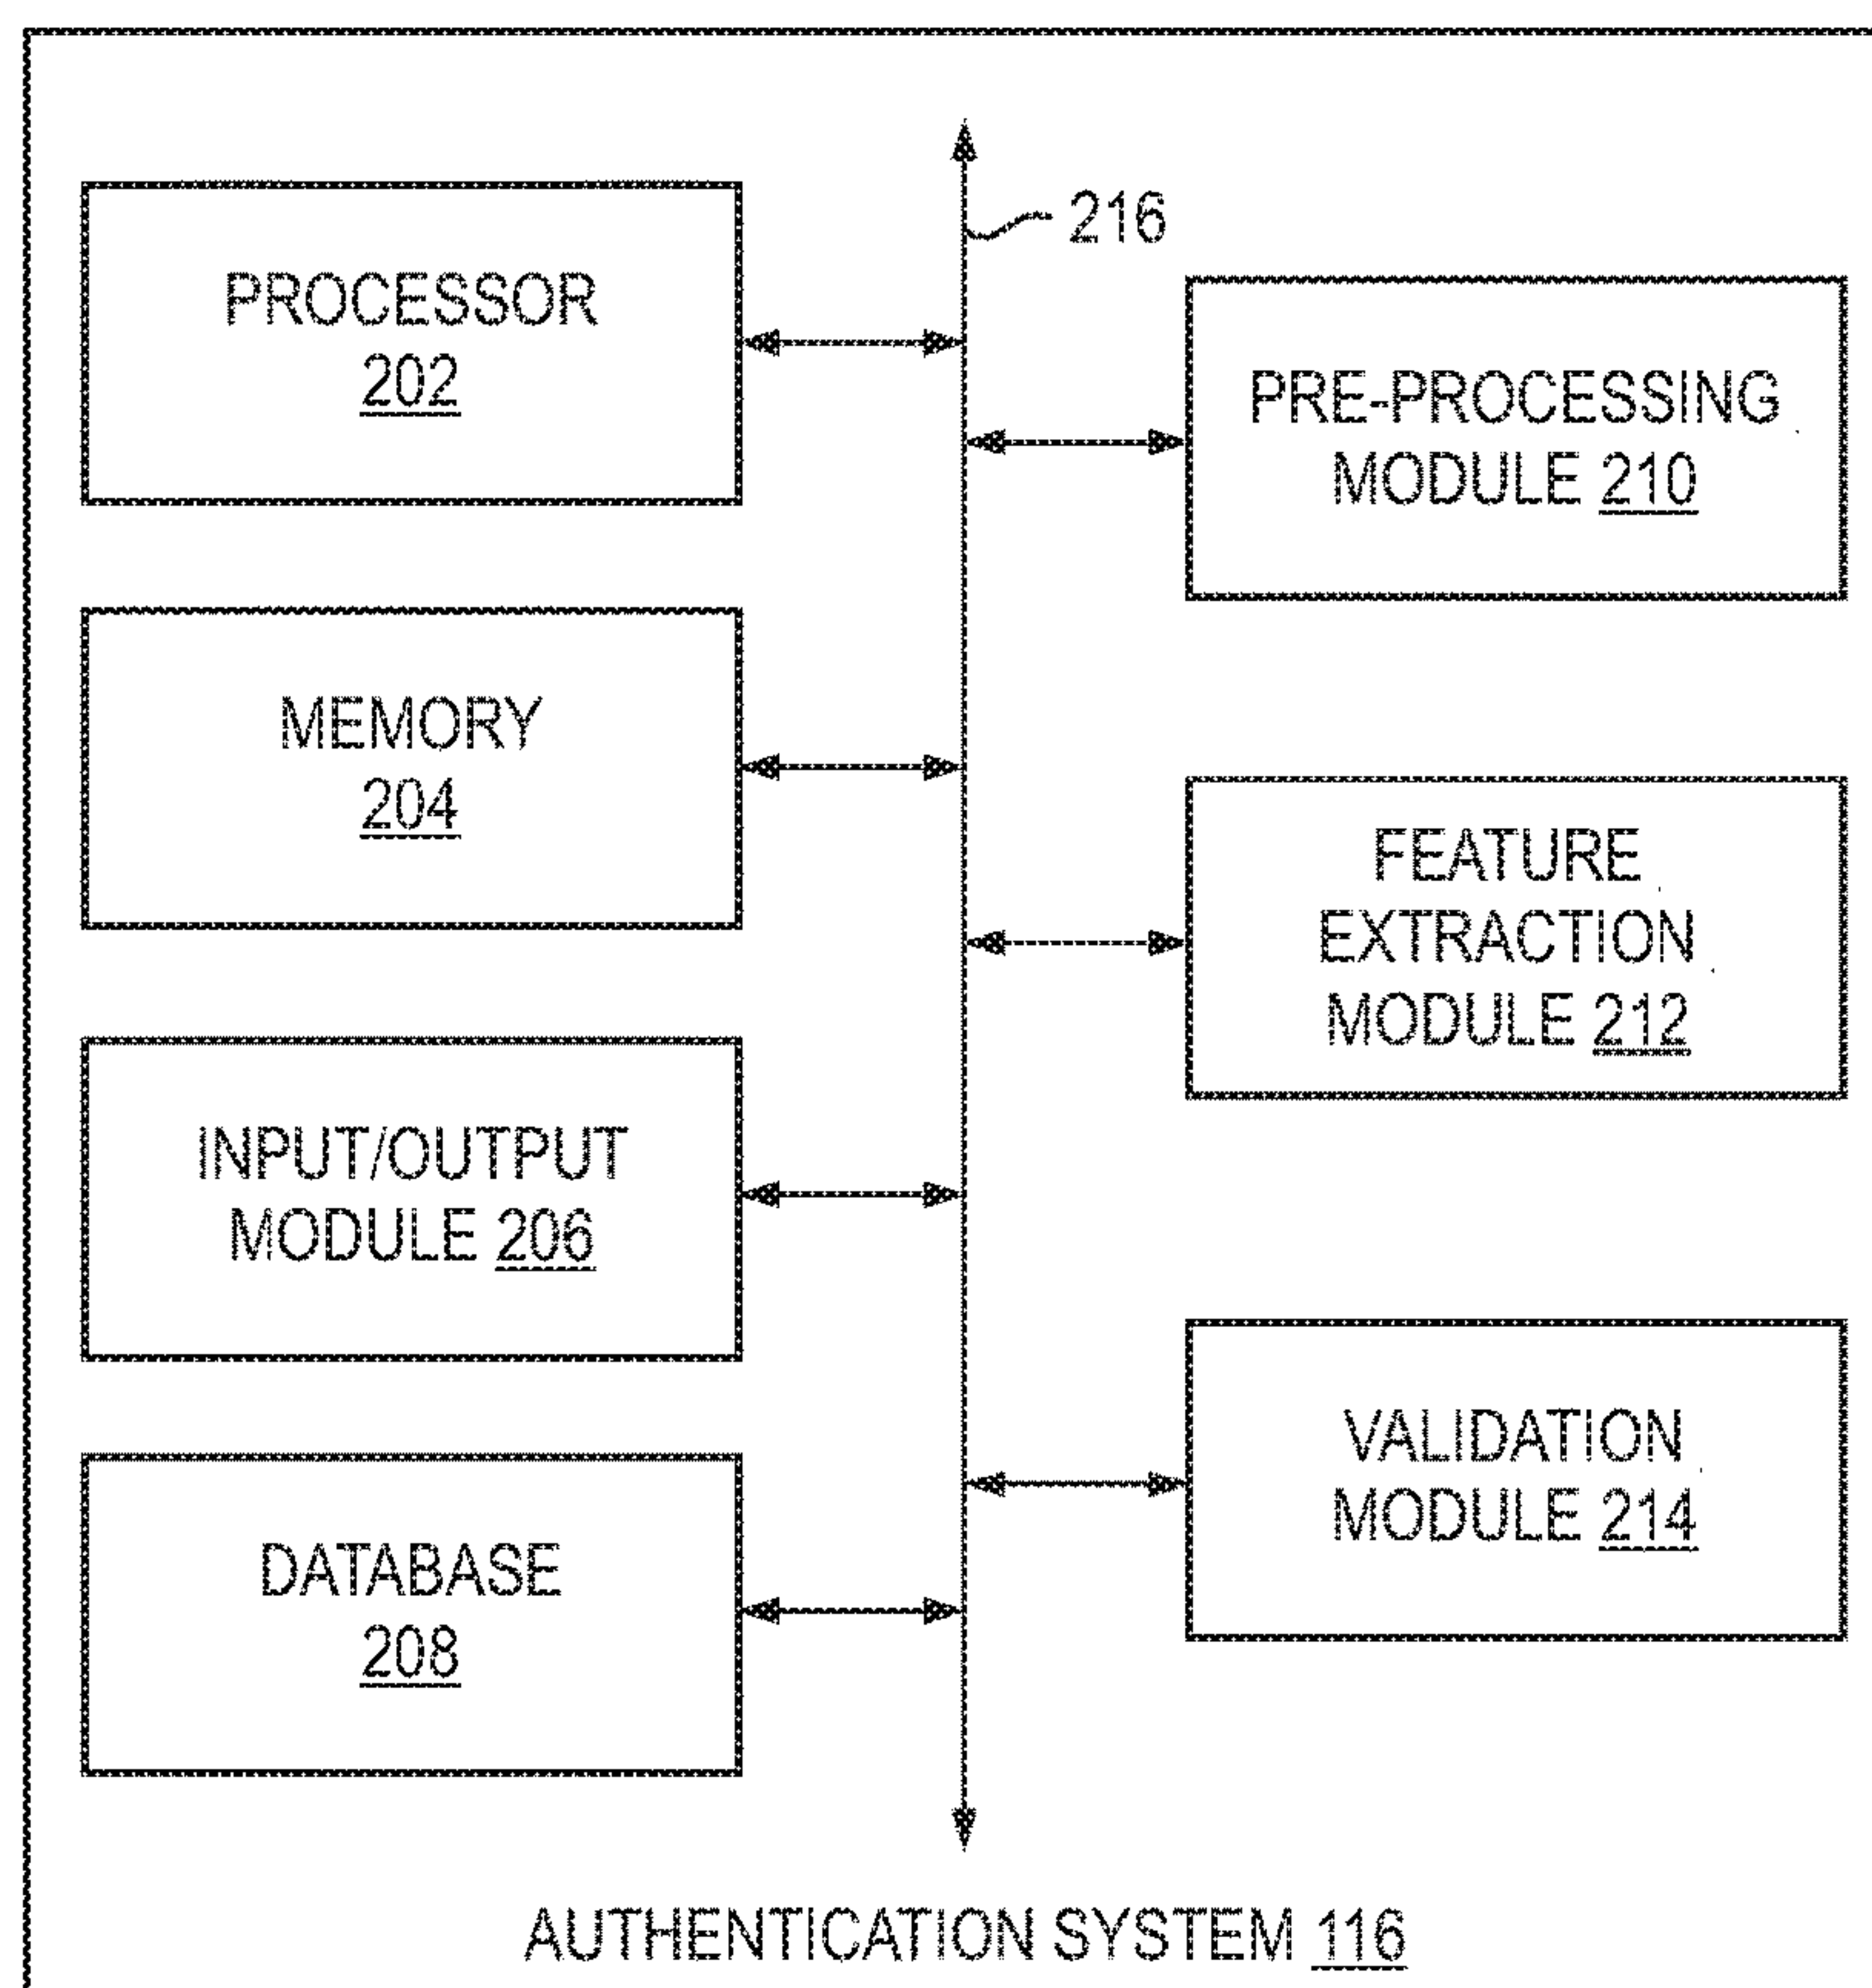 216
PROCESSOR
202
PRE-PROCESSING
MODULE 210
MEMORY
204
FEATURE
EXTRACTION
MODULE 212
INPUT/OUTPUT
MODULE 206
VALIDATION
MODULE 214
DATABASE
208
AUTHENTICATION SYSTEM 116